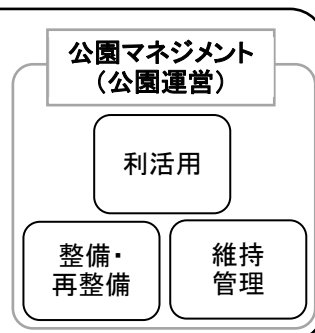 公園マネジメント
（公園運営）
利活用
整備・
再整備
維持
管理